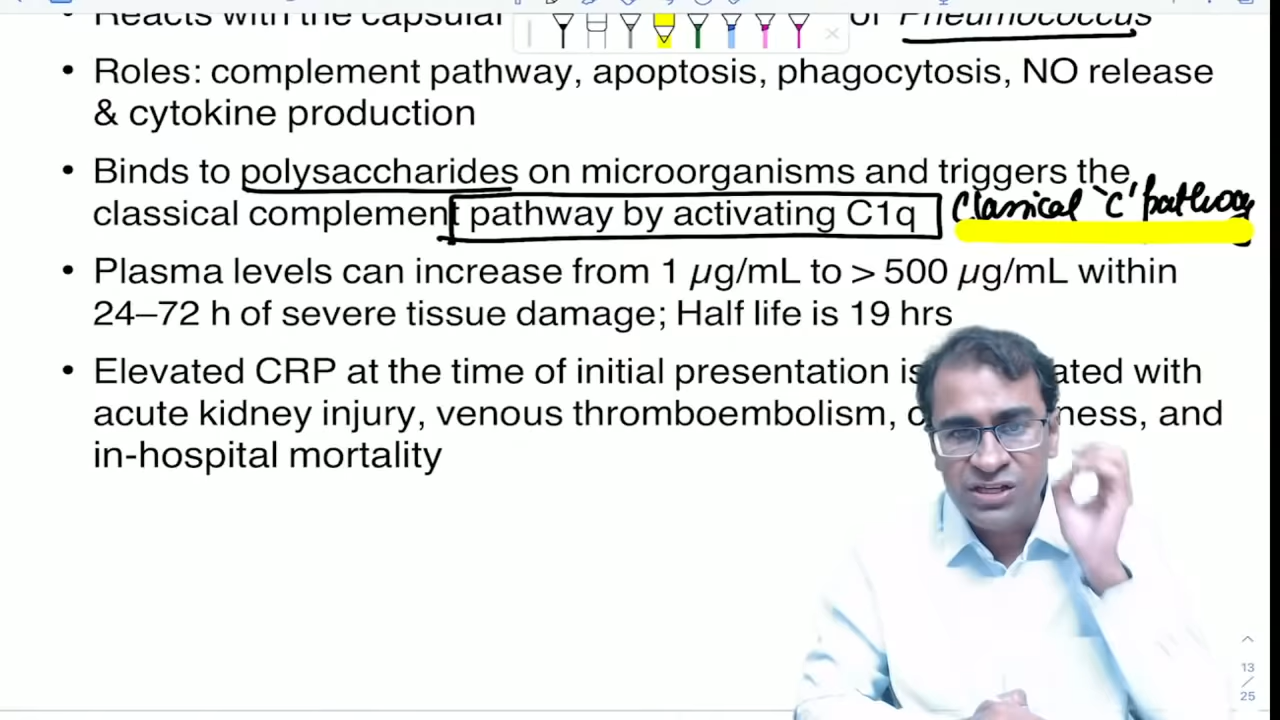 Reacts with the capsular of Pneumococcus
• Roles: complement pathway, apoptosis, phagocytosis, NO release
& cytokine production
• Binds to polysaccharides on microorganisms and triggers the
classical complement pathway by activating C1q
Classical 'C' pathway
• Plasma levels can increase from 1 µg/mL to > 500 µg/mL within
24–72 h of severe tissue damage; Half life is 19 hrs
• Elevated CRP at the time of initial presentation is with
acute kidney injury, venous thromboembolism, and
in-hospital mortality
13
/
25